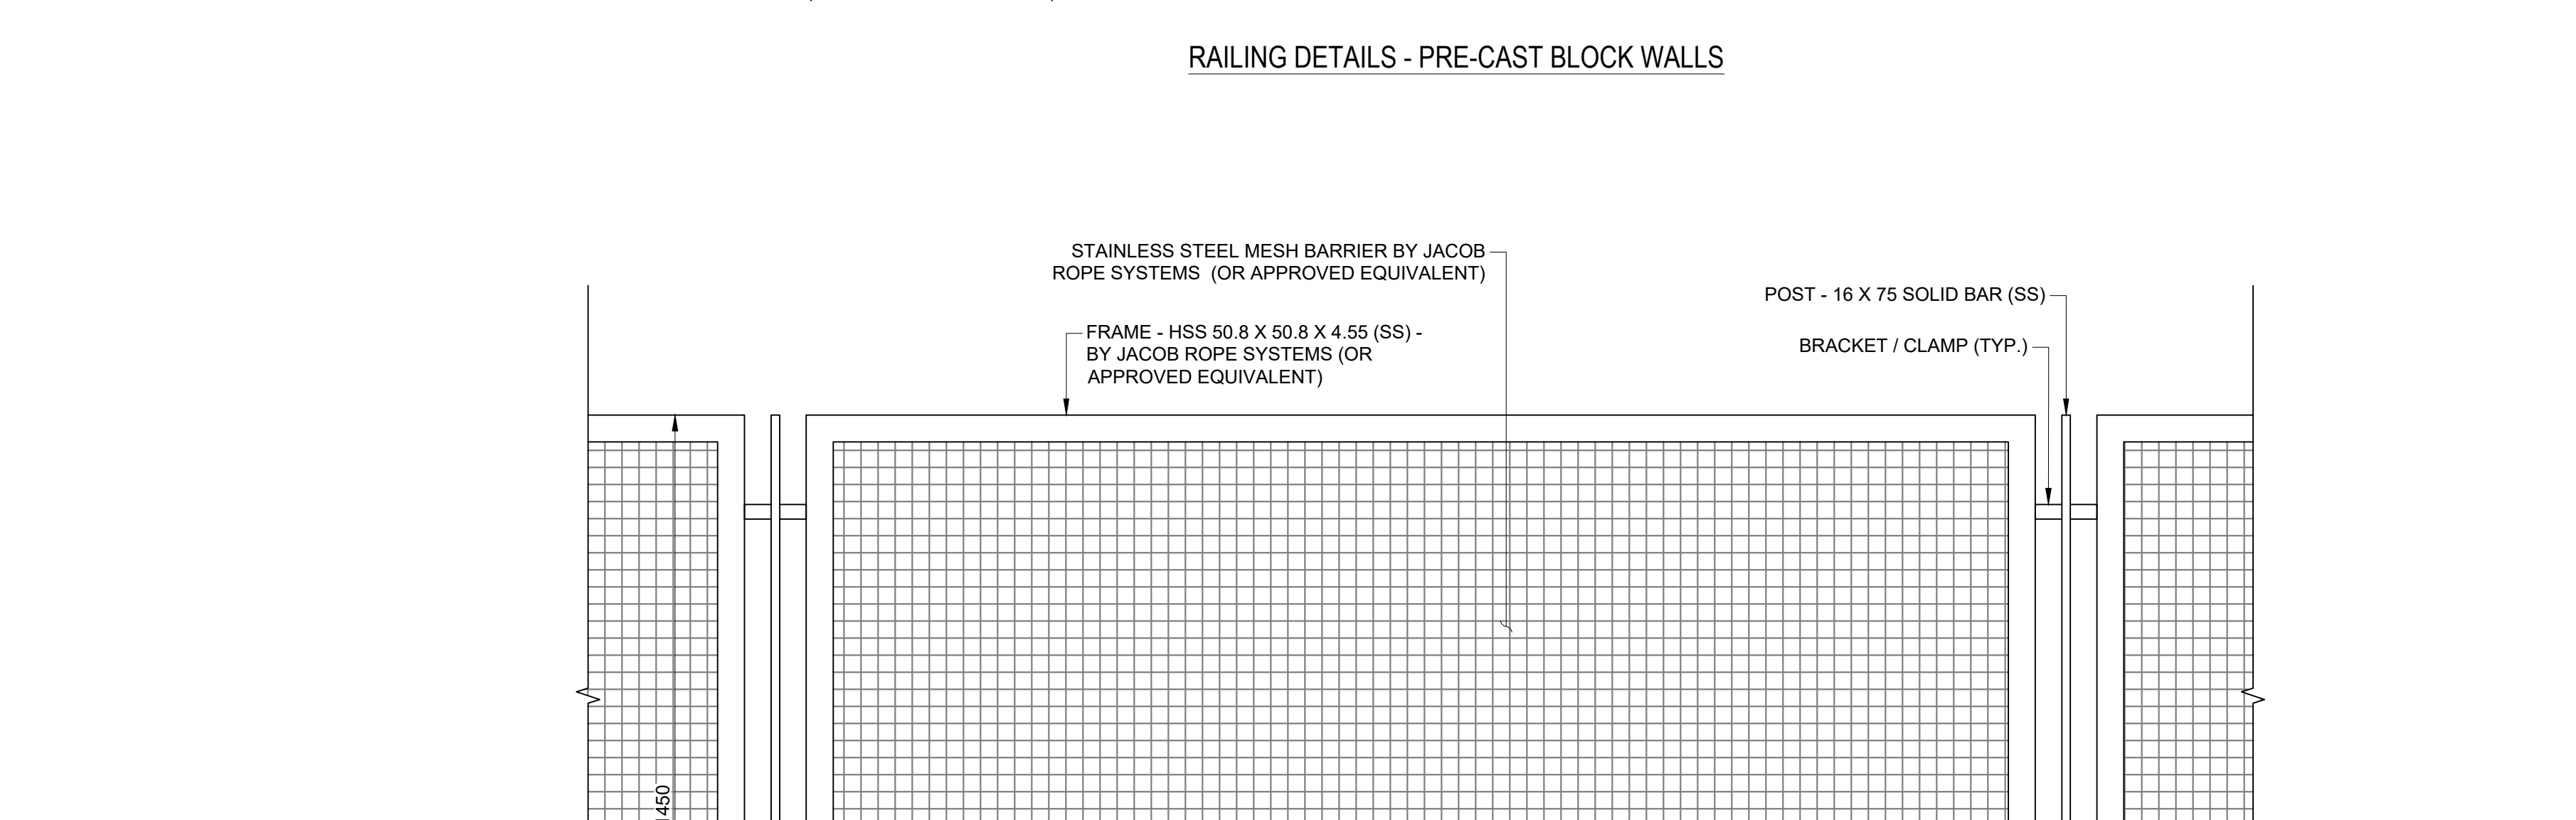 RAILING DETAILS - PRE-CAST BLOCK WALLS
STAINLESS STEEL MESH BARRIER BY JACOB
ROPE SYSTEMS (OR APPROVED EQUIVALENT)
POST - 16 X 75 SOLID BAR (SS)
FRAME - HSS 50.8 X 50.8 X 4.55 (SS) -
BY JACOB ROPE SYSTEMS (OR
APPROVED EQUIVALENT)
BRACKET / CLAMP (TYP.)